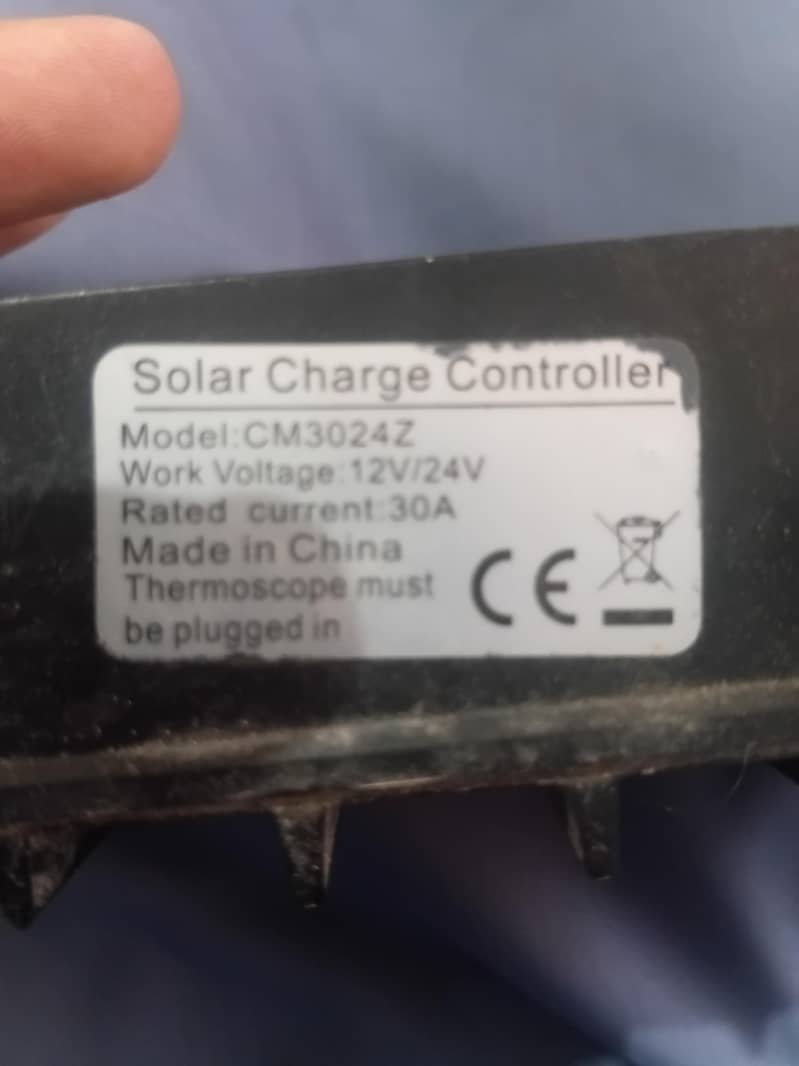 Solar Charge Controller
Model:CM3024Z
Work Voltage:12V/24V
Rated current:30A
Made in China
Thermoscope must
be plugged in
CE